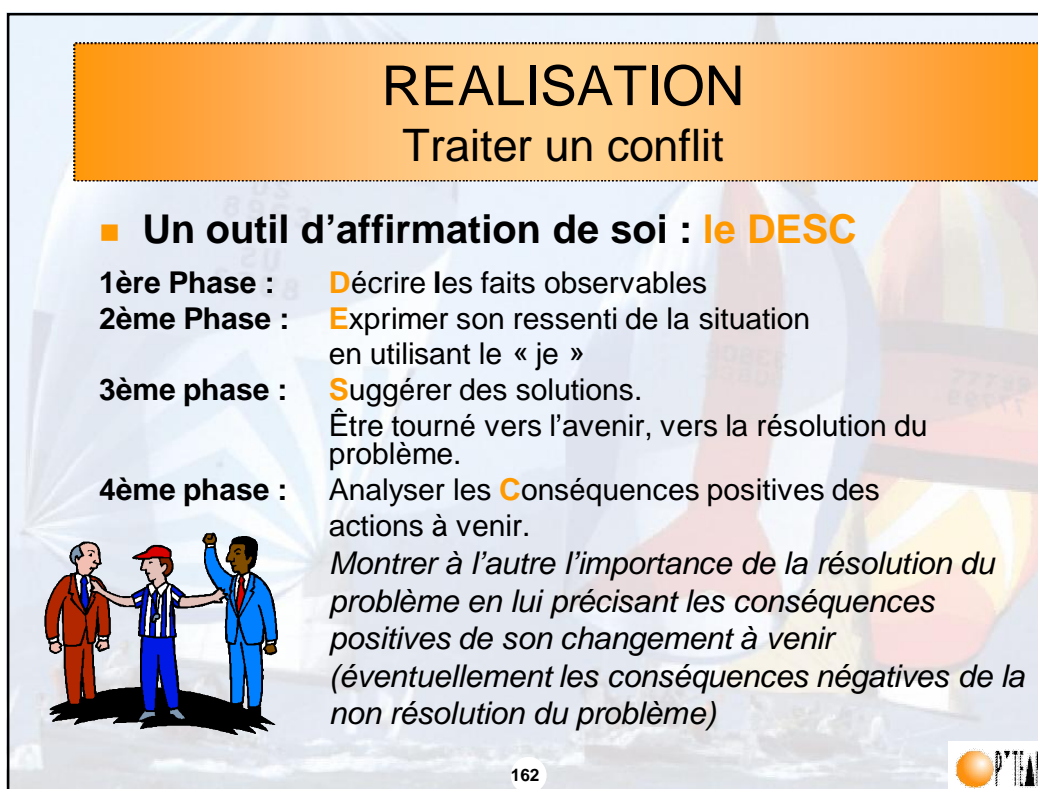 REALISATION
Traiter un conflit
■ Un outil d’affirmation de soi : le DESC
1ère Phase : Décrire les faits observables
2ème Phase : Exprimer son ressenti de la situation
en utilisant le « je »
3ème phase : Suggérer des solutions.
Être tourné vers l’avenir, vers la résolution du
problème.
4ème phase : Analyser les Conséquences positives des
actions à venir.
Montrer à l’autre l’importance de la résolution du
problème en lui précisant les conséquences
positives de son changement à venir
(éventuellement les conséquences négatives de la
non résolution du problème)
162